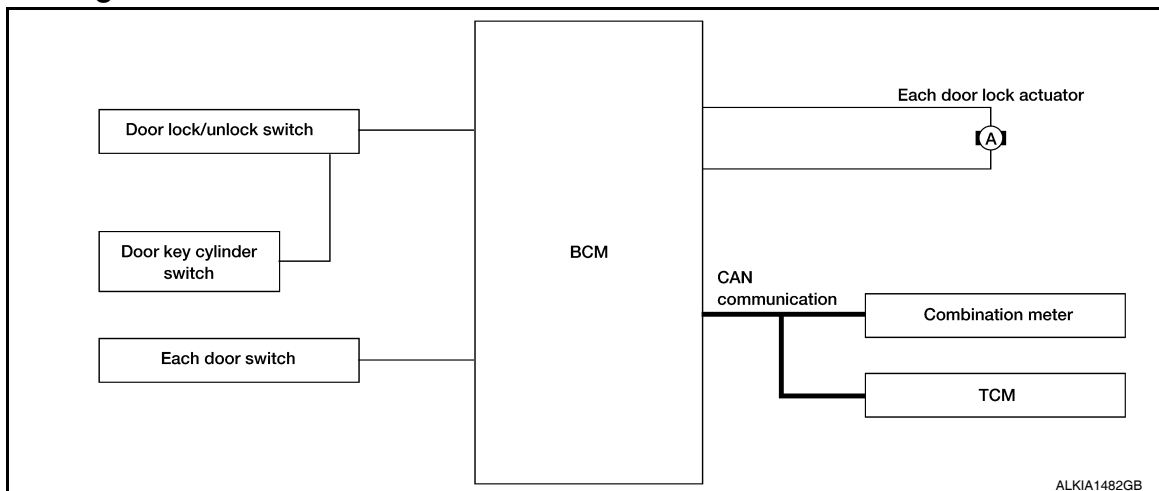 Door lock/unlock switch
Door key cylinder
switch
Each door switch
BCM
Each door lock actuator
A
CAN
communication
Combination meter
TCM
ALKIA1482GB